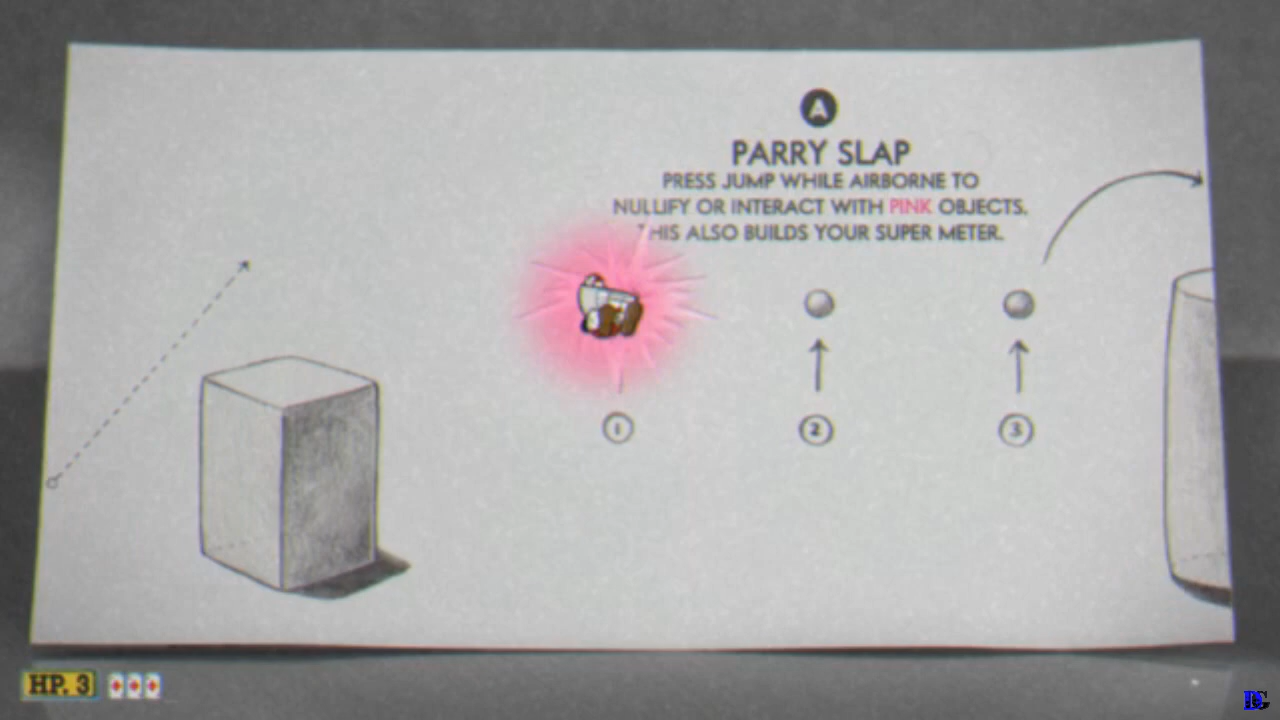 A
PARRY SLAP
PRESS JUMP WHILE AIRBORNE TO
NULLIFY OR INTERACT WITH PINK OBJECTS.
THIS ALSO BUILDS YOUR SUPER METER.
1 2 3
HP. 3
DG